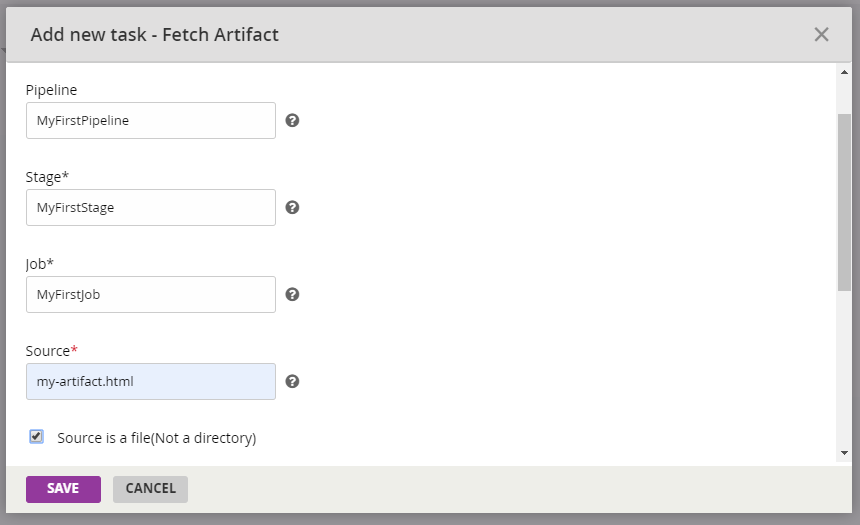 Add new task - Fetch Artifact
Pipeline
MyFirstPipeline
Stage*
MyFirstStage
Job*
MyFirstJob
Source*
my-artifact.html
Source is a file(Not a directory)
SAVE CANCEL